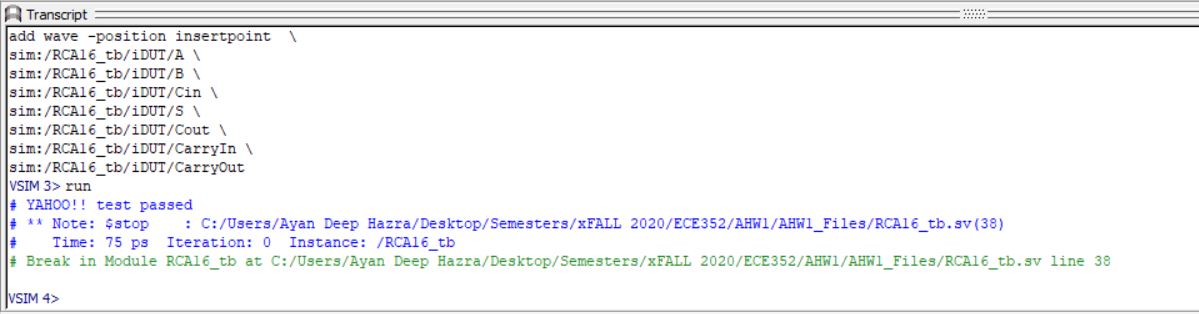 Transcript
add wave -position insertpoint  \
sim:/RCA16_tb/iDUT/A \
sim:/RCA16_tb/iDUT/B \
sim:/RCA16_tb/iDUT/Cin \
sim:/RCA16_tb/iDUT/S \
sim:/RCA16_tb/iDUT/Cout \
sim:/RCA16_tb/iDUT/CarryIn \
sim:/RCA16_tb/iDUT/CarryOut
VSIM 3> run
# YAHOO!! test passed
# ** Note: $stop    : C:/Users/Ayan Deep Hazra/Desktop/Semesters/xFALL 2020/ECE352/AHW1/AHW1_Files/RCA16_tb.sv(38)
#    Time: 75 ps  Iteration: 0  Instance: /RCA16_tb
# Break in Module RCA16_tb at C:/Users/Ayan Deep Hazra/Desktop/Semesters/xFALL 2020/ECE352/AHW1/AHW1_Files/RCA16_tb.sv line 38
VSIM 4>